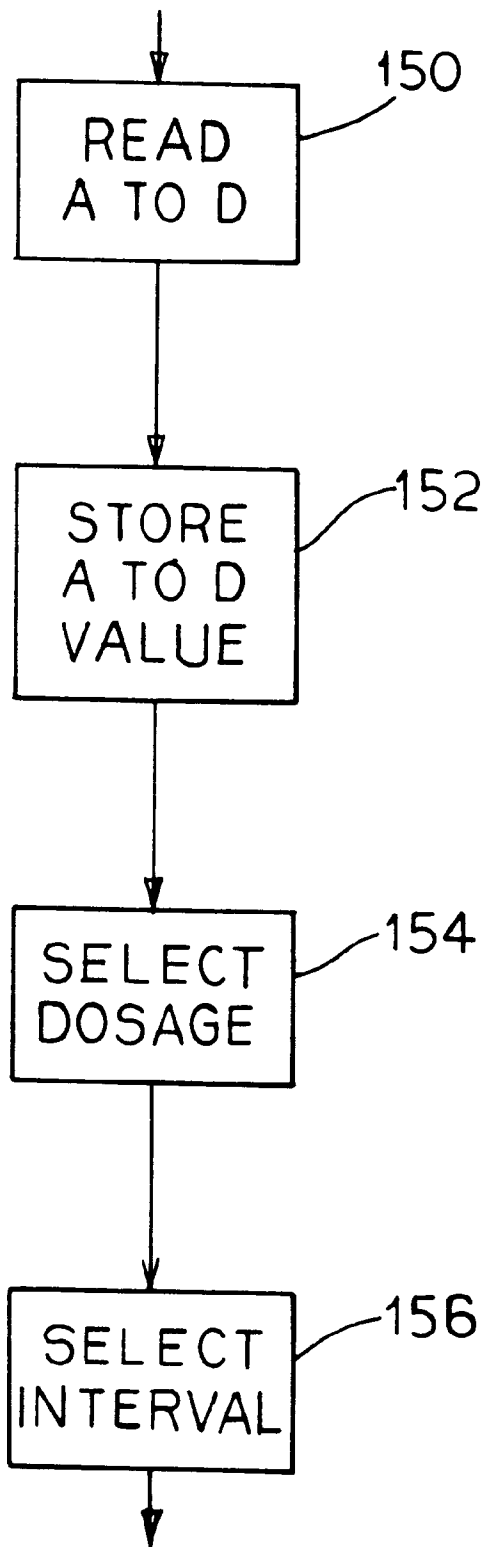 150
READ
A TO D
152
STORE
A TO D
VALUE
154
SELECT
DOSAGE
156
SELECT
INTERVAL